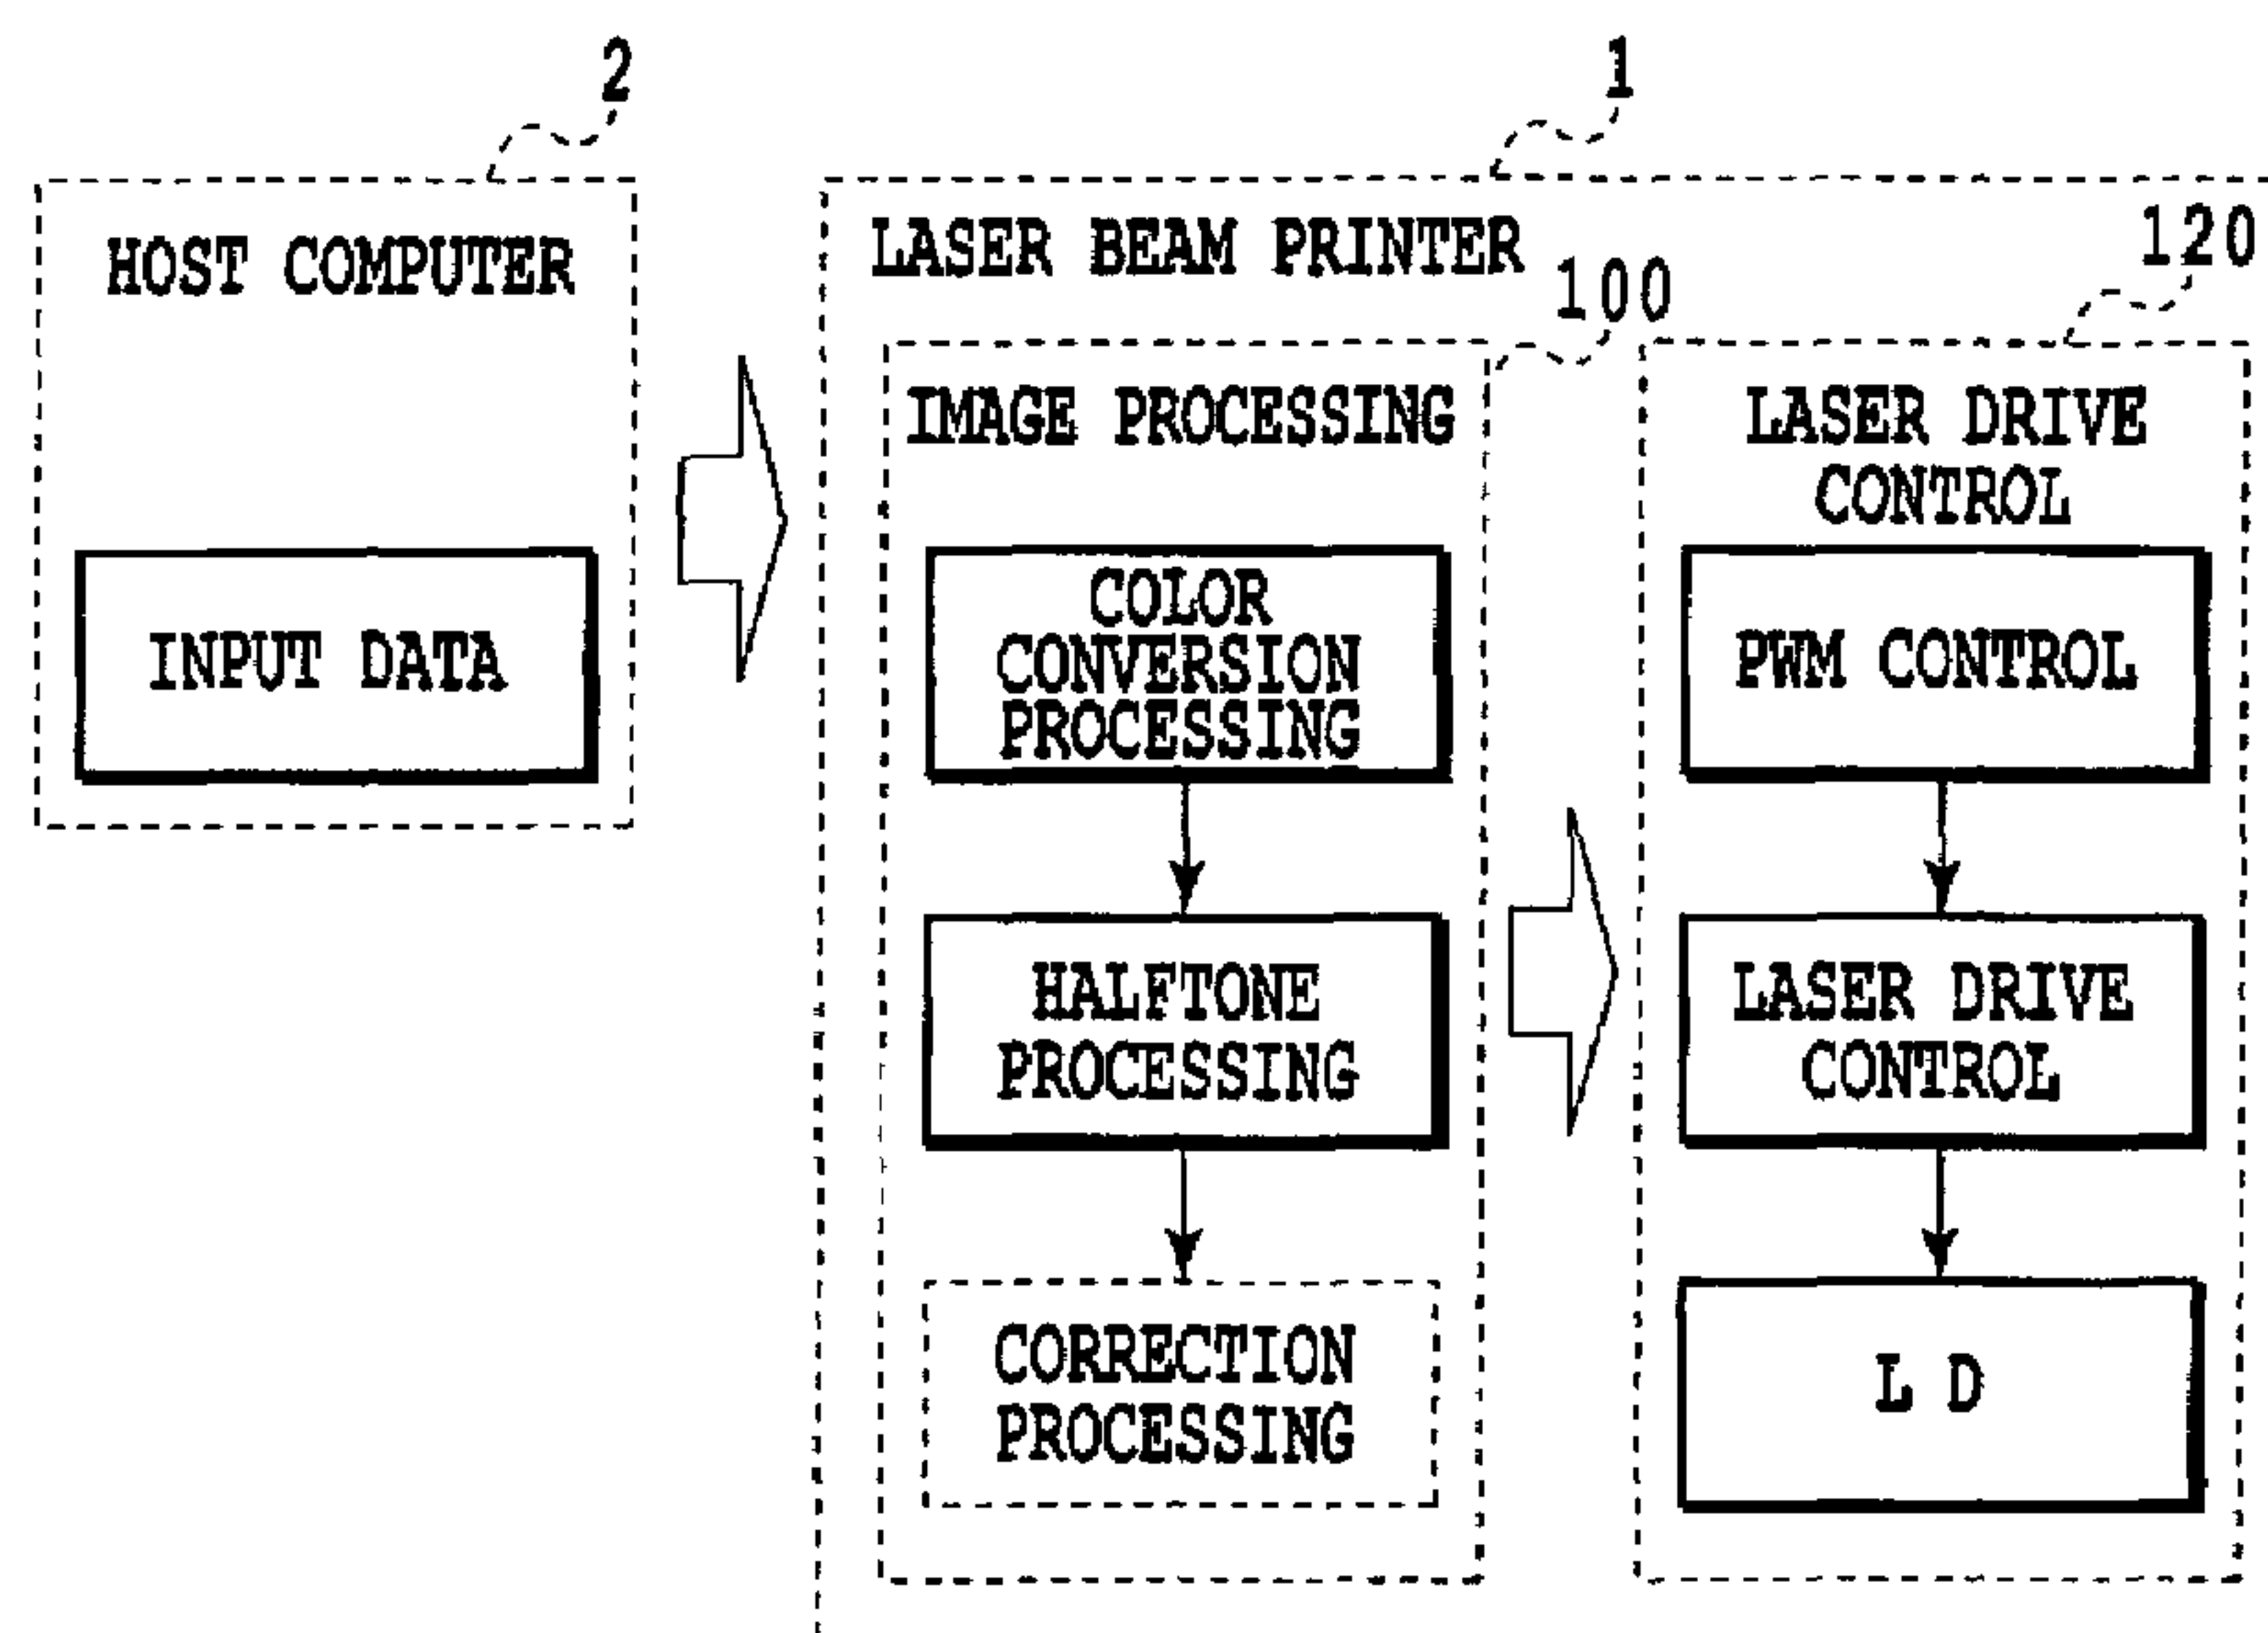 2
1
HOST COMPUTER
LASER BEAM PRINTER
120
100
IMAGE PROCESSING
LASER DRIVE
CONTROL
INPUT DATA
COLOR
CONVERSION
PROCESSING
PWM CONTROL
HALFTONE
PROCESSING
LASER DRIVE
CONTROL
CORRECTION
PROCESSING
L D